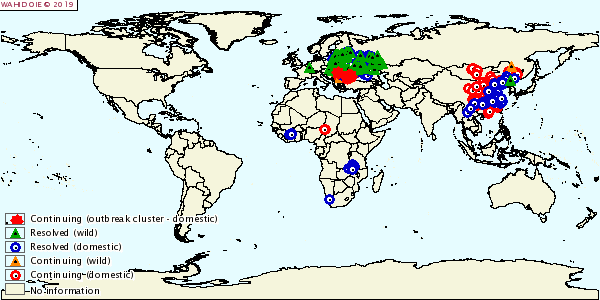 WAHID OIE © 2019
Continuing (outbreak cluster - domestic)
Resolved (wild)
Resolved (domestic)
Continuing (wild)
Continuing (domestic)
No information